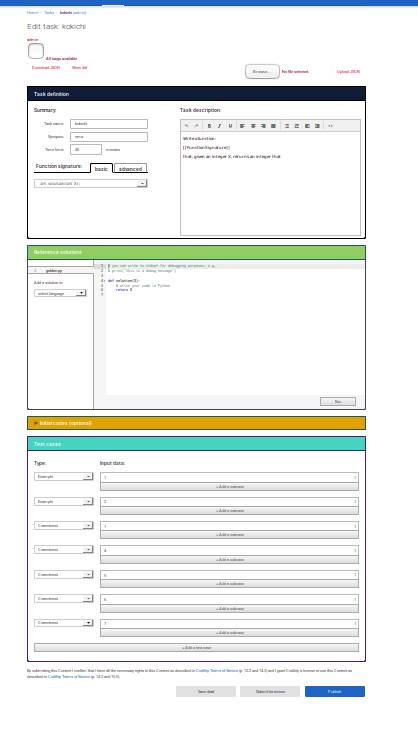 Home › Tasks › kokichi (admin)
Edit task: kokichi
admin
All langs available
Download JSON Show diff
Browse... No file selected. Upload JSON
Task definition
Summary Task description:
Task name kokichi
Synopsis zero
Time limit 40 minutes
Function signature: basic advanced
int solution(int X);
Write a function:
[[FunctionSignature]]
that, given an integer X, returns an integer that
Reference solutions
golden.py
Add a solution in:
select language
1 # you can write to stdout for debugging purposes, e.g.
2 # print("this is a debug message")
3
4 def solution(X):
5 # write your code in Python
6 return X
7
Run
Initial codes (optional)
Test cases
Type: Input data:
Example 1
+ Add a subcase
Example 2
+ Add a subcase
Correctness
+ Add a subcase
Correctness 4
+ Add a subcase
Correctness 5
+ Add a subcase
Correctness 6
+ Add a subcase
Correctness 7
+ Add a subcase
+ Add a test case
By submitting this Content I confirm that I have all the necessary rights to this Content as described in Codility Terms of Service (p. 12.2 and 14.3) and I grant Codility a license to use this Content as
described in Codility Terms of Service (p. 14.3 and 15.6).
Save draft Submit for review Publish